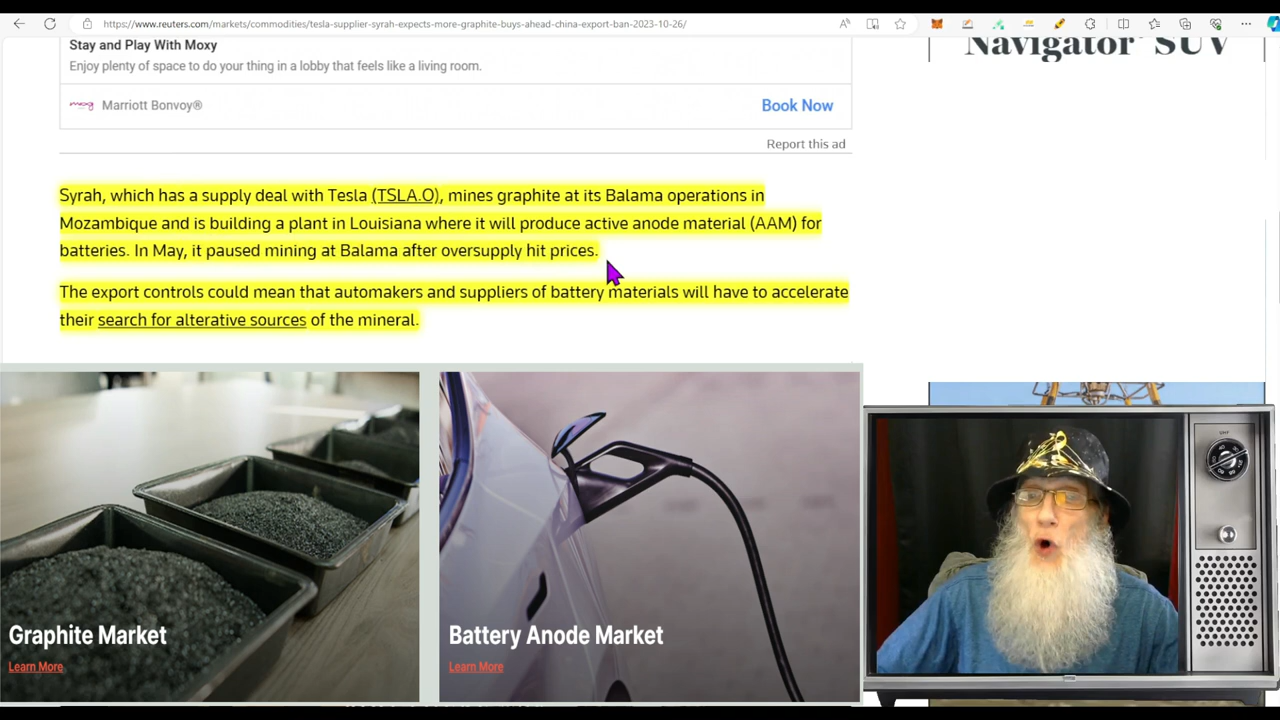 https://www.reuters.com/markets/commodities/tesla-supplier-syrah-expects-more-graphite-buys-ahead-china-export-ban-2023-10-26/
Stay and Play With Moxy
Enjoy plenty of space to do your thing in a lobby that feels like a living room.
Marriott Bonvoy®
Book Now
Report this ad
Navigator® SUV
Syrah, which has a supply deal with Tesla (TSLA.O), mines graphite at its Balama operations in
Mozambique and is building a plant in Louisiana where it will produce active anode material (AAM) for
batteries. In May, it paused mining at Balama after oversupply hit prices.
The export controls could mean that automakers and suppliers of battery materials will have to accelerate
their search for alterative sources of the mineral.
Graphite Market
Learn More
Battery Anode Market
Learn More